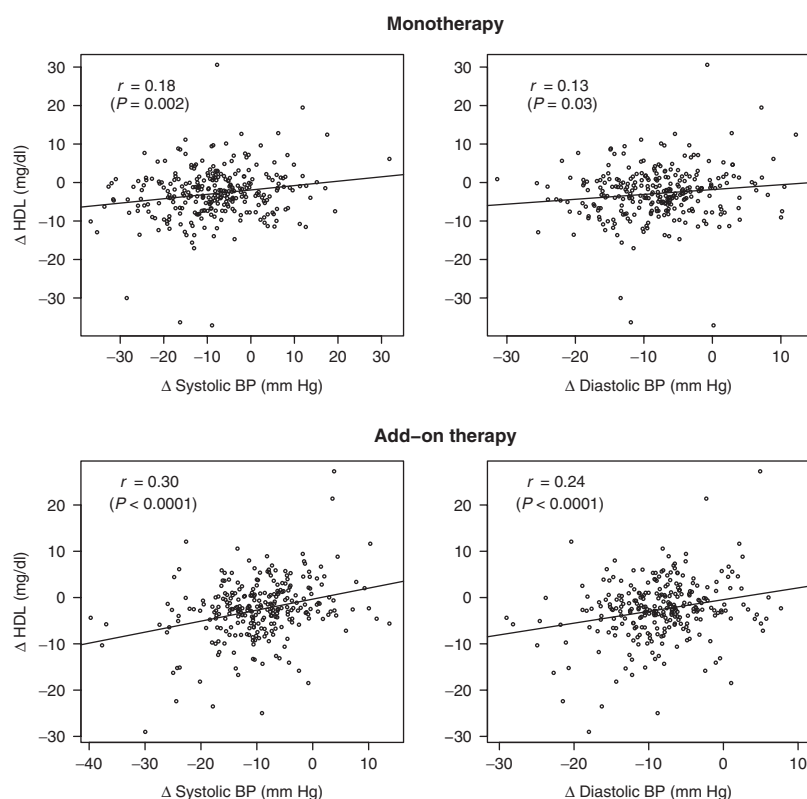 Monotherapy
r = 0.18
(P = 0.002)
30
20
10
0
−10
−20
−30
Δ HDL (mg/dl)
−30 −20 −10 0 10 20 30
Δ Systolic BP (mm Hg)
r = 0.13
(P = 0.03)
30
20
10
0
−10
−20
−30
−30 −20 −10 0 10
Δ Diastolic BP (mm Hg)
Add−on therapy
r = 0.30
(P < 0.0001)
20
10
0
−10
−20
−30
Δ HDL (mg/dl)
−40 −30 −20 −10 0 10
Δ Systolic BP (mm Hg)
r = 0.24
(P < 0.0001)
20
10
0
−10
−20
−30
−30 −20 −10 0 10
Δ Diastolic BP (mm Hg)